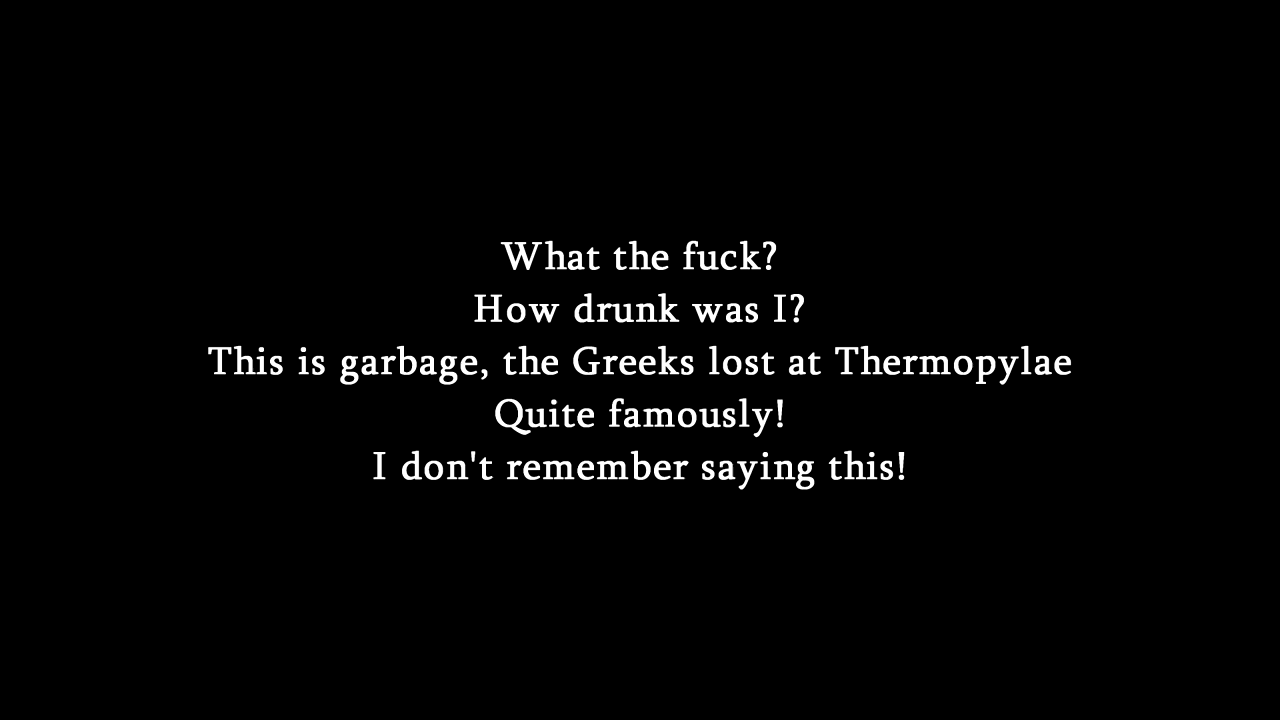 What the fuck?
How drunk was I?
This is garbage, the Greeks lost at Thermopylae
Quite famously!
I don't remember saying this!